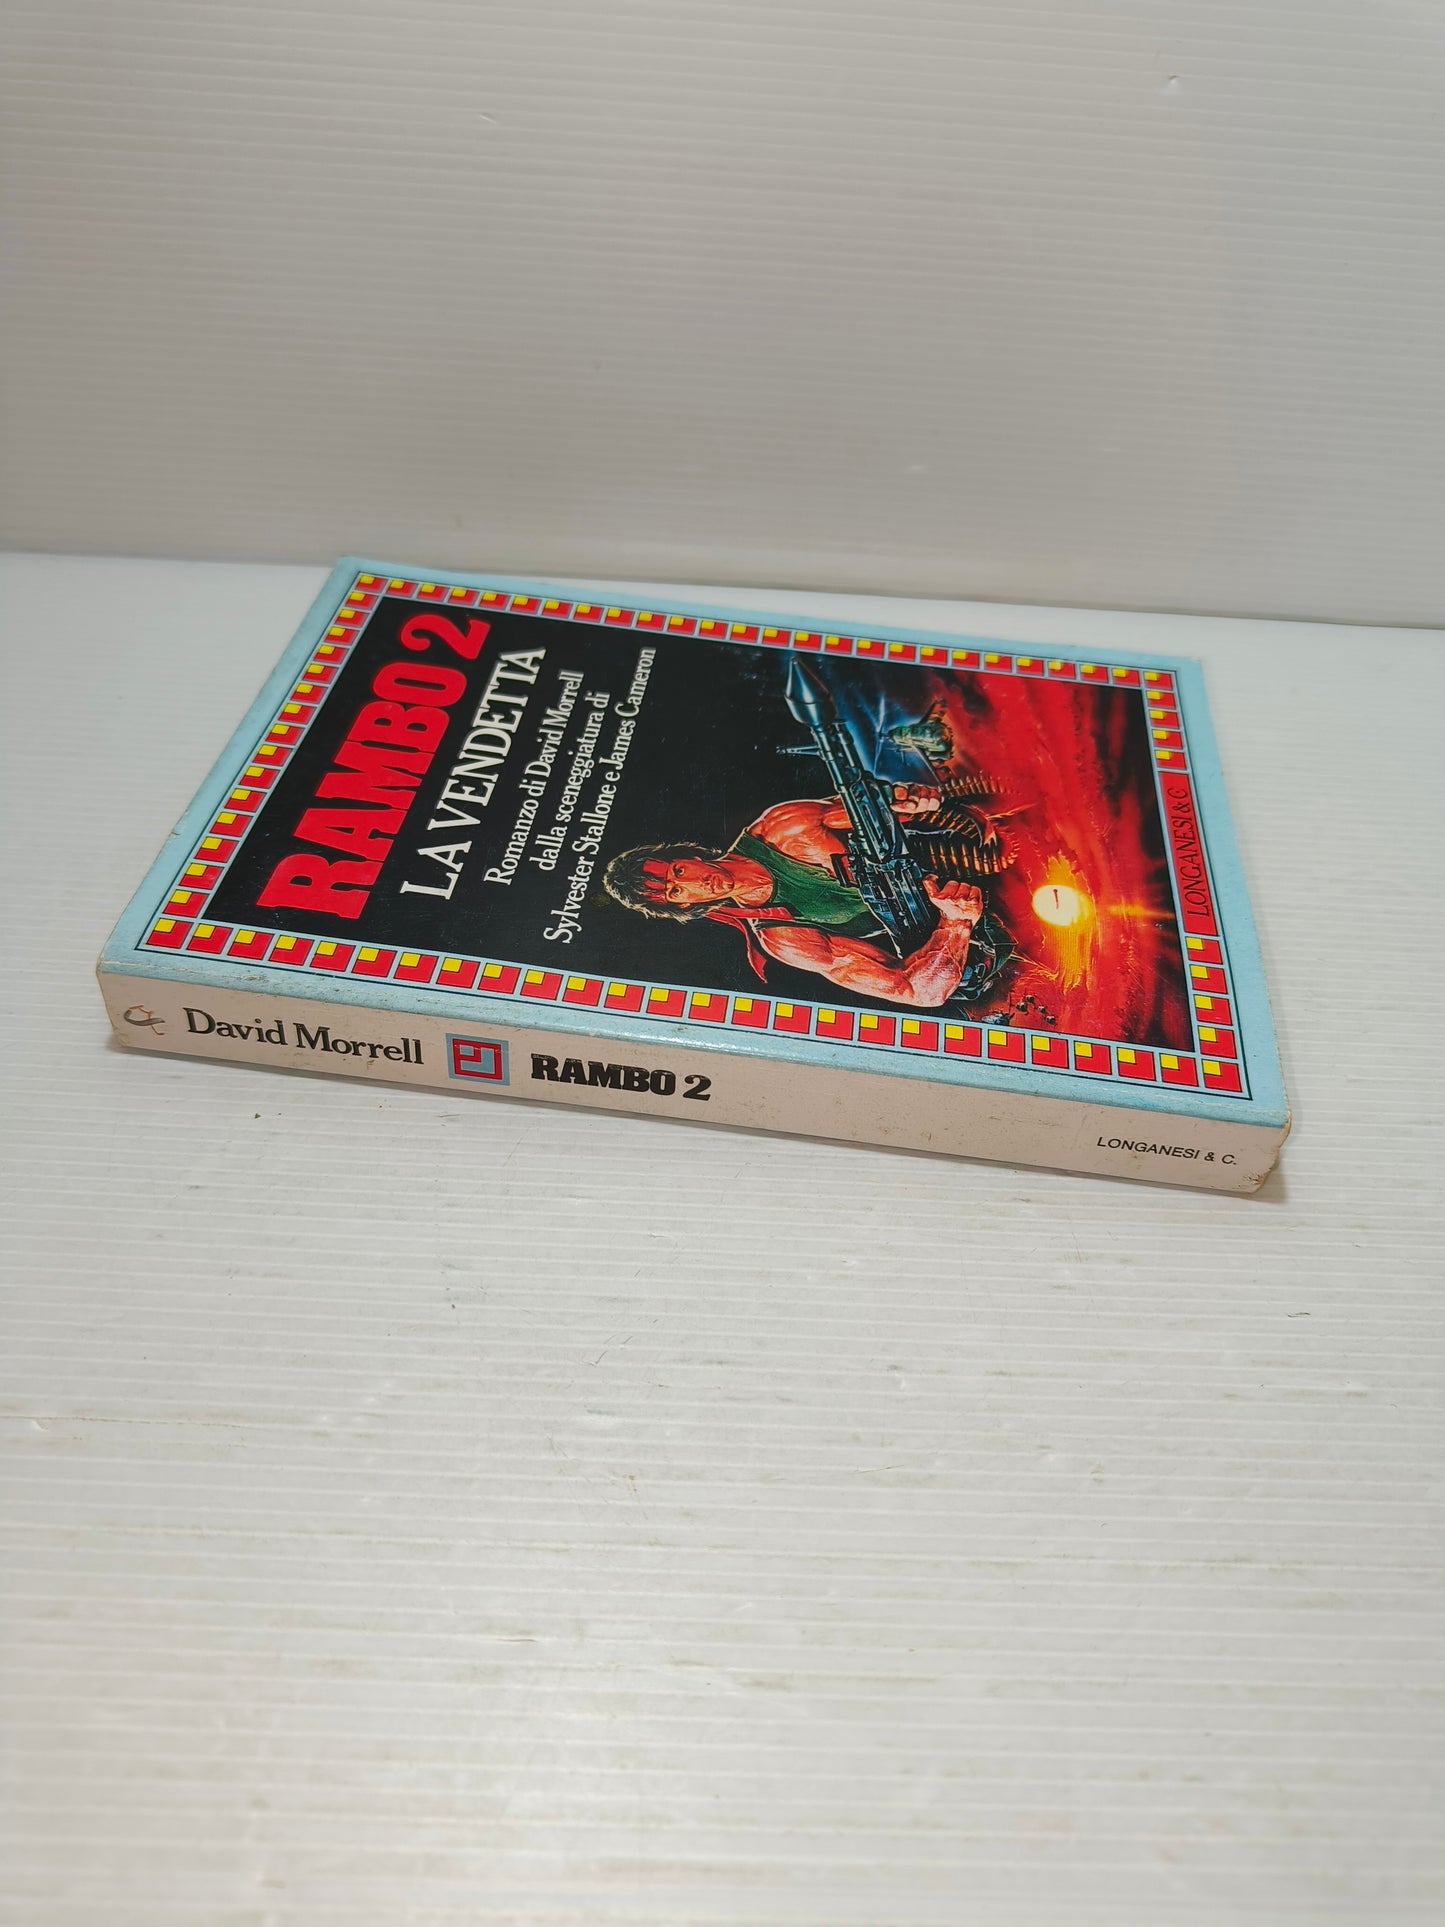 RAMBO 2
LA VENDETTA
Romanzo di David Morrell
dalla sceneggiatura di
Sylvester Stallone e James Cameron
LONGANESI & C
David Morrell RAMBO 2 LONGANESI & C.